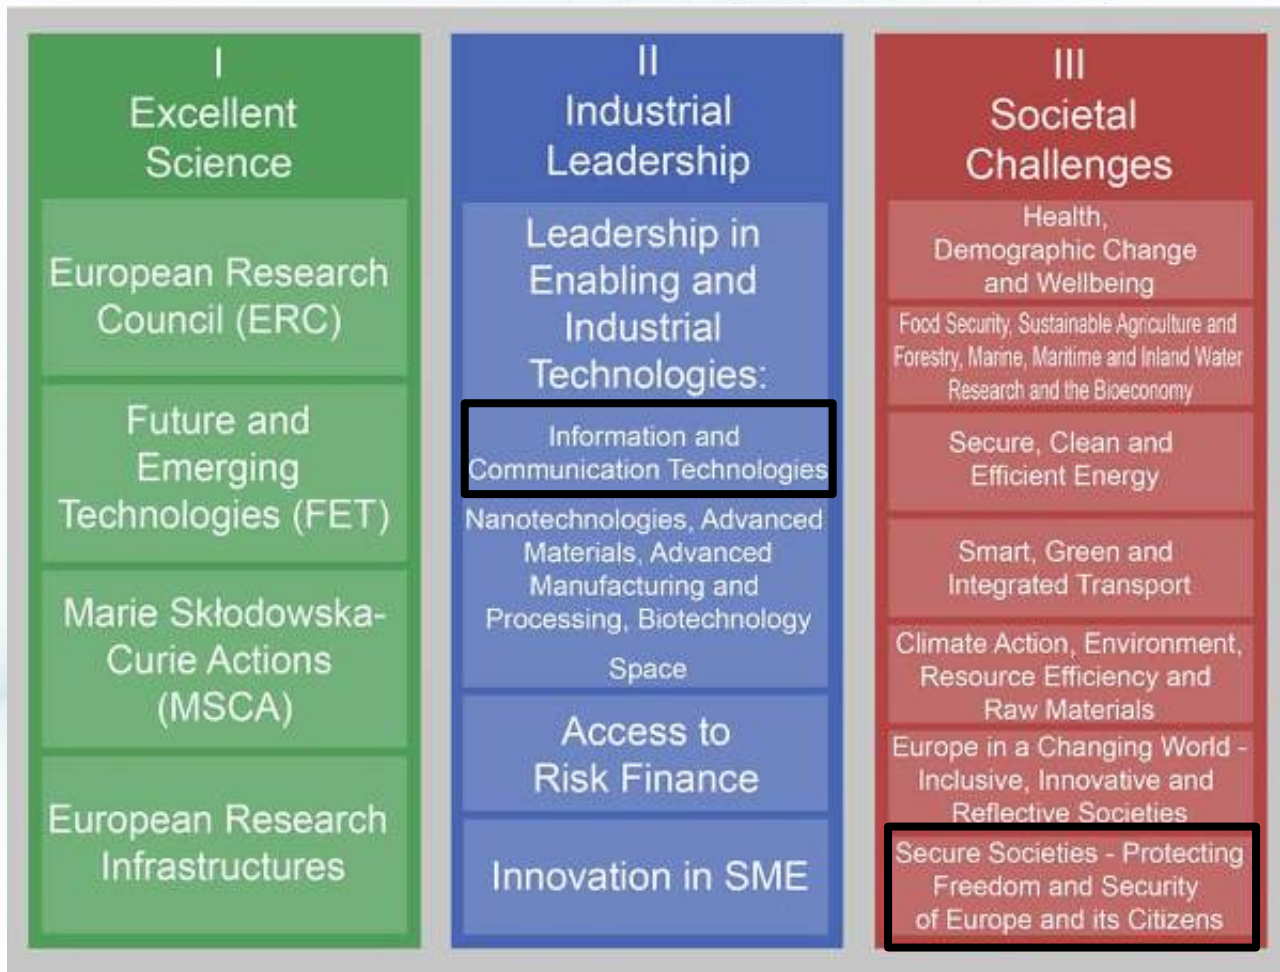 I
Excellent
Science
European Research
Council (ERC)
Future and
Emerging
Technologies (FET)
Marie Skłodowska-
Curie Actions
(MSCA)
European Research
Infrastructures
II
Industrial
Leadership
Leadership in
Enabling and
Industrial
Technologies:
Information and
Communication Technologies
Nanotechnologies, Advanced
Materials, Advanced
Manufacturing and
Processing, Biotechnology
Space
Access to
Risk Finance
Innovation in SME
III
Societal
Challenges
Health,
Demographic Change
and Wellbeing
Food Security, Sustainable Agriculture and
Forestry, Marine, Maritime and Inland Water
Research and the Bioeconomy
Secure, Clean and
Efficient Energy
Smart, Green and
Integrated Transport
Climate Action, Environment,
Resource Efficiency and
Raw Materials
Europe in a Changing World -
Inclusive, Innovative and
Reflective Societies
Secure Societies - Protecting
Freedom and Security
of Europe and its Citizens